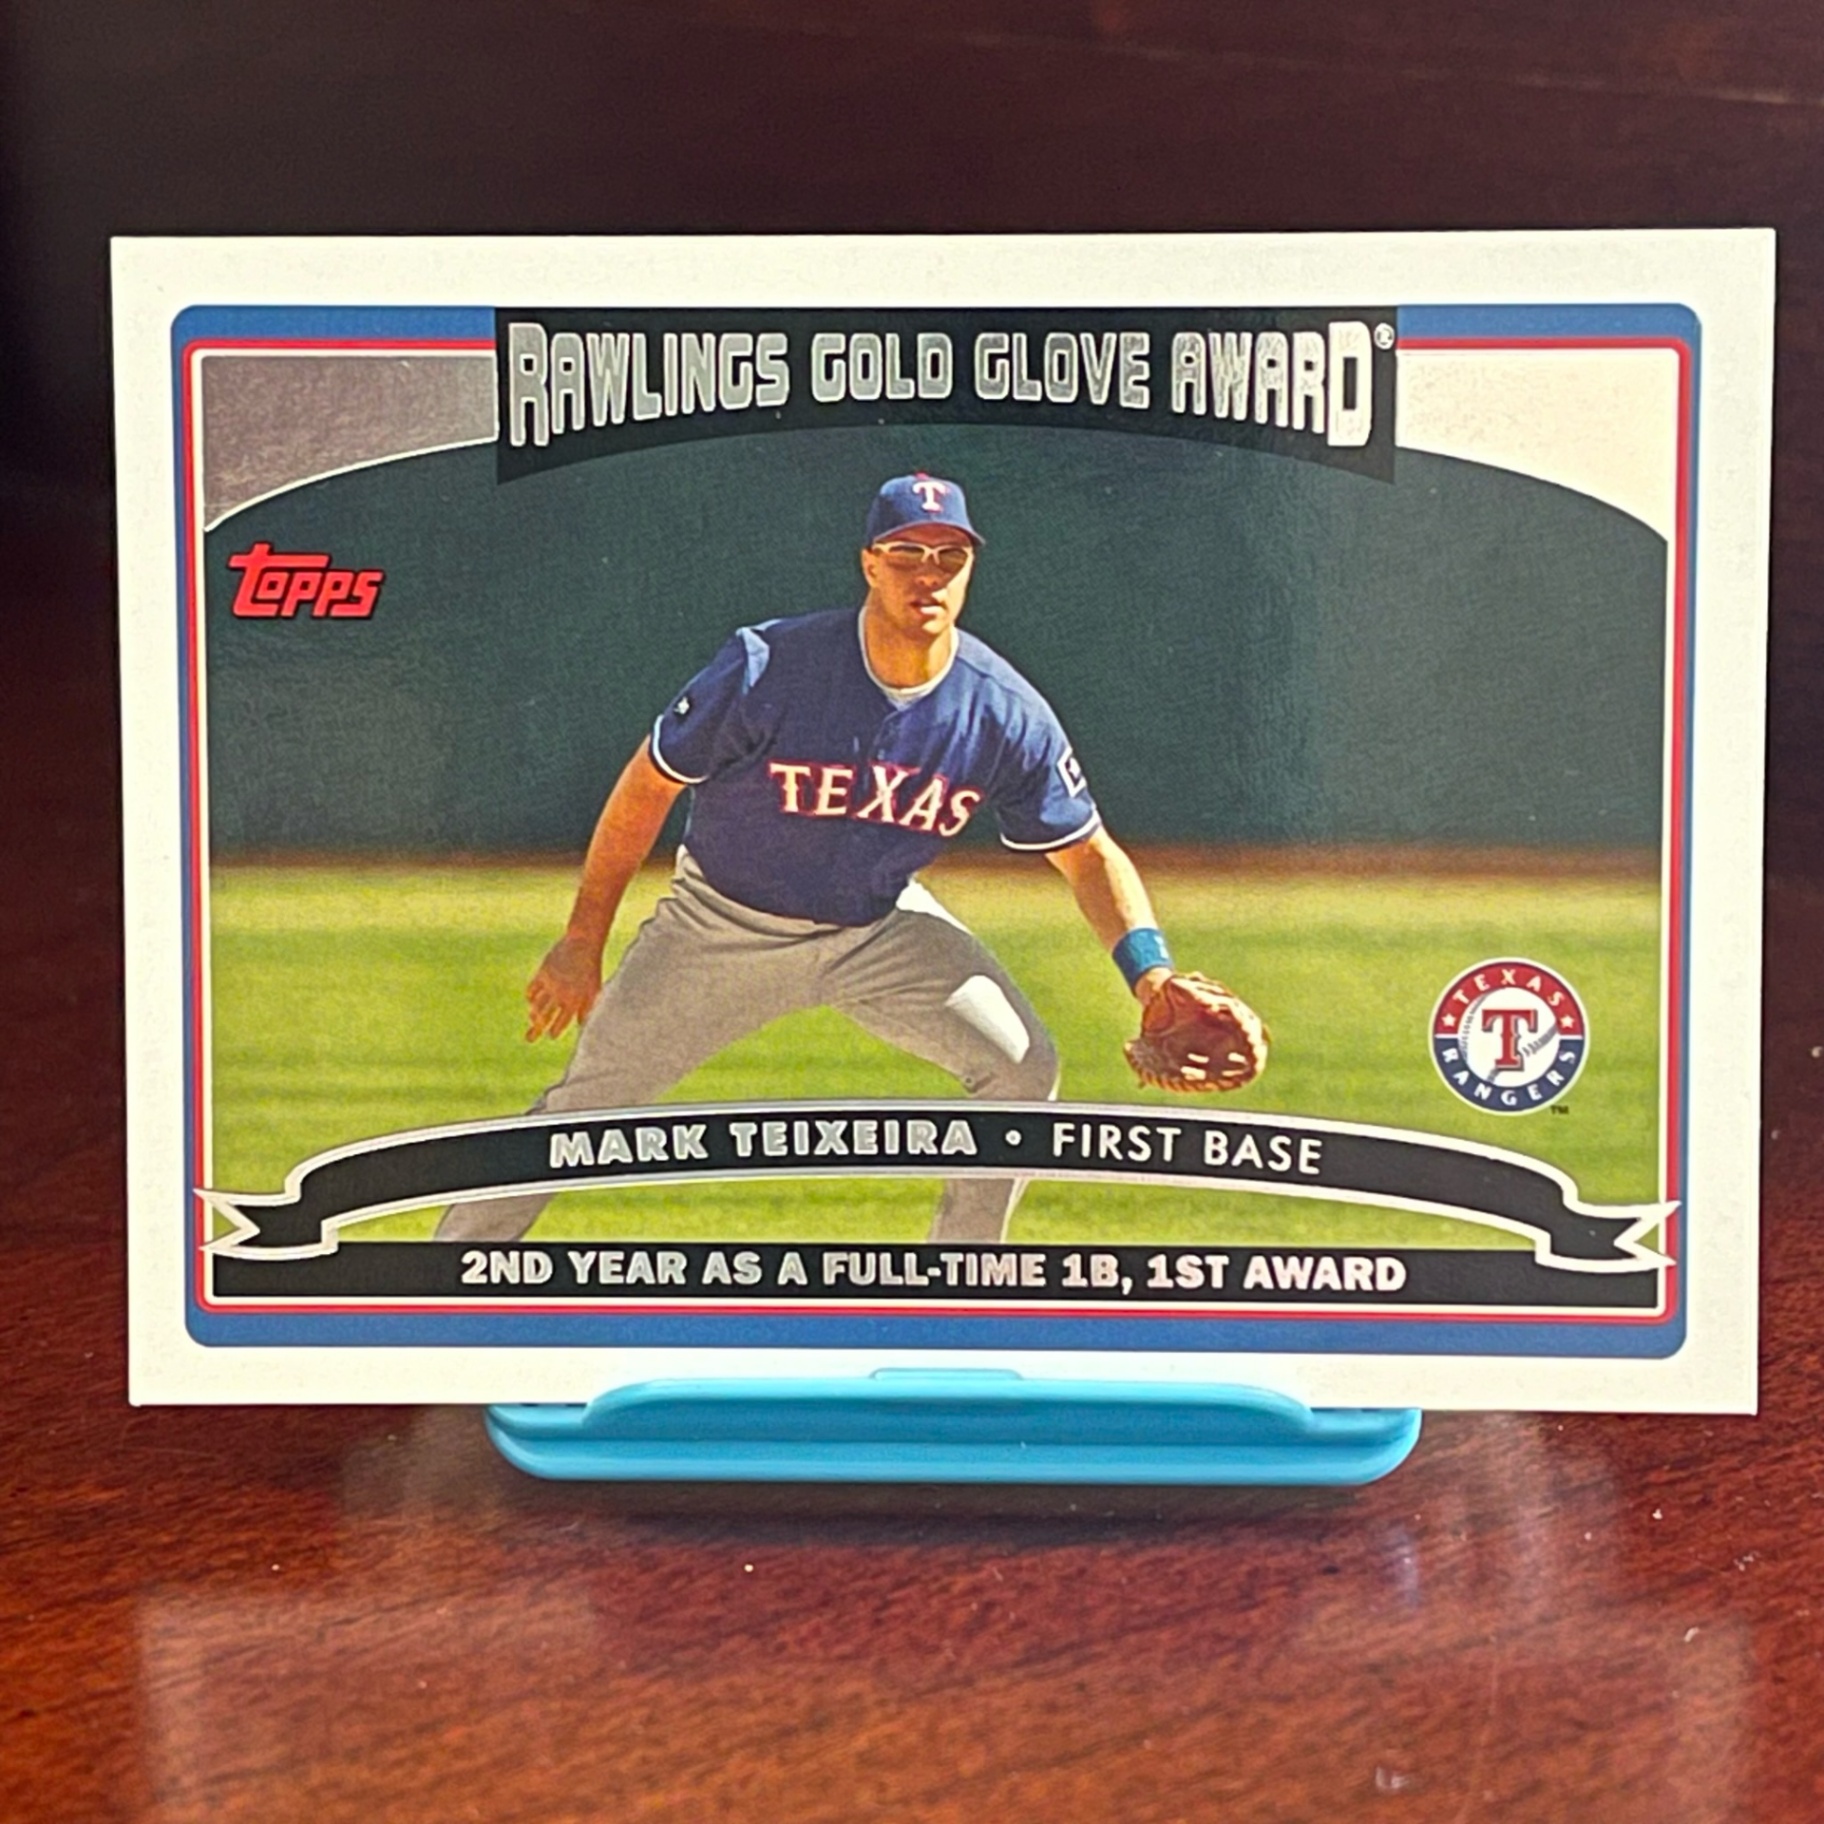 RAWLINGS GOLD GLOVE AWARD®
T
Topps
TEXAS
TEXAS
T
RANGERS
TM
MARK TEIXEIRA • FIRST BASE
2ND YEAR AS A FULL-TIME 1B, 1ST AWARD